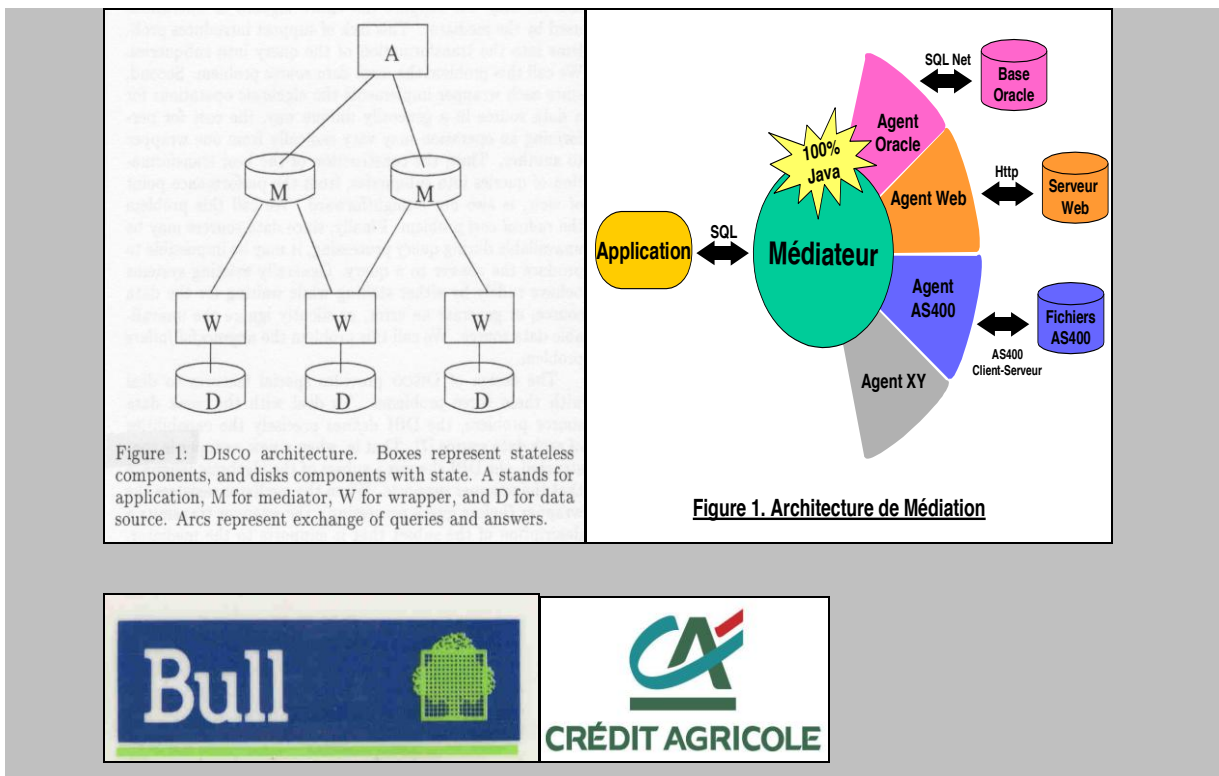 A
M M
W W W
D D D
Figure 1: DISCO architecture. Boxes represent stateless
components, and disks components with state. A stands for
application, M for mediator, W for wrapper, and D for data
source. Arcs represent exchange of queries and answers.
SQL Net
Base
Oracle
Agent
Oracle
100%
Java
Http
Agent Web
Serveur
Web
SQL
Application
Médiateur
Agent
AS400
Fichiers
AS400
AS400
Client-Serveur
Agent XY
Figure 1. Architecture de Médiation
Bull
CRÉDIT AGRICOLE